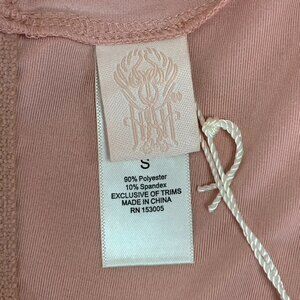 S
90% Polyester
10% Spandex
EXCLUSIVE OF TRIMS
MADE IN CHINA
RN 153005